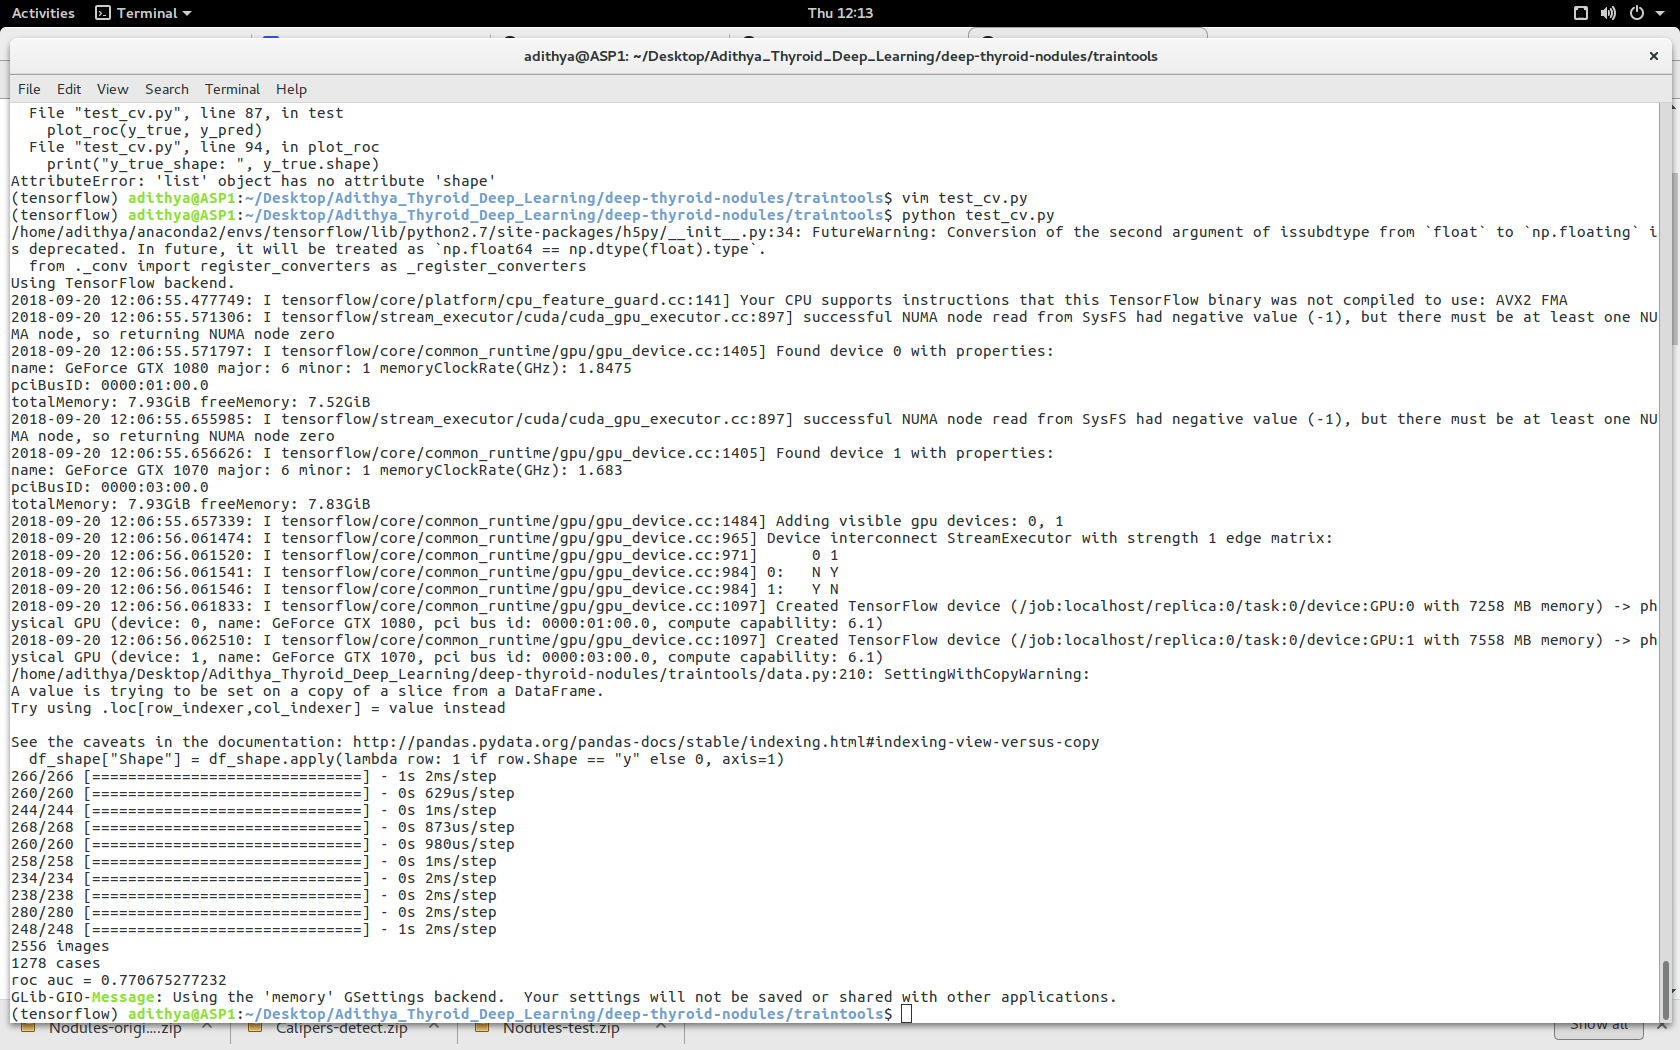 Activities Terminal Thu 12:13
adithya@ASP1: ~/Desktop/Adithya_Thyroid_Deep_Learning/deep-thyroid-nodules/traintools ×
File Edit View Search Terminal Help
  File "test_cv.py", line 87, in test
    plot_roc(y_true, y_pred)
  File "test_cv.py", line 94, in plot_roc
    print("y_true_shape: ", y_true.shape)
AttributeError: 'list' object has no attribute 'shape'
(tensorflow) adithya@ASP1:~/Desktop/Adithya_Thyroid_Deep_Learning/deep-thyroid-nodules/traintools$ vim test_cv.py
(tensorflow) adithya@ASP1:~/Desktop/Adithya_Thyroid_Deep_Learning/deep-thyroid-nodules/traintools$ python test_cv.py
/home/adithya/anaconda2/envs/tensorflow/lib/python2.7/site-packages/h5py/__init__.py:34: FutureWarning: Conversion of the second argument of issubdtype from `float` to `np.floating` i
s deprecated. In future, it will be treated as `np.float64 == np.dtype(float).type`.
  from ._conv import register_converters as _register_converters
Using TensorFlow backend.
2018-09-20 12:06:55.477749: I tensorflow/core/platform/cpu_feature_guard.cc:141] Your CPU supports instructions that this TensorFlow binary was not compiled to use: AVX2 FMA
2018-09-20 12:06:55.571306: I tensorflow/stream_executor/cuda/cuda_gpu_executor.cc:897] successful NUMA node read from SysFS had negative value (-1), but there must be at least one NU
MA node, so returning NUMA node zero
2018-09-20 12:06:55.571797: I tensorflow/core/common_runtime/gpu/gpu_device.cc:1405] Found device 0 with properties:
name: GeForce GTX 1080 major: 6 minor: 1 memoryClockRate(GHz): 1.8475
pciBusID: 0000:01:00.0
totalMemory: 7.93GiB freeMemory: 7.52GiB
2018-09-20 12:06:55.655985: I tensorflow/stream_executor/cuda/cuda_gpu_executor.cc:897] successful NUMA node read from SysFS had negative value (-1), but there must be at least one NU
MA node, so returning NUMA node zero
2018-09-20 12:06:55.656626: I tensorflow/core/common_runtime/gpu/gpu_device.cc:1405] Found device 1 with properties:
name: GeForce GTX 1070 major: 6 minor: 1 memoryClockRate(GHz): 1.683
pciBusID: 0000:03:00.0
totalMemory: 7.93GiB freeMemory: 7.83GiB
2018-09-20 12:06:55.657339: I tensorflow/core/common_runtime/gpu/gpu_device.cc:1484] Adding visible gpu devices: 0, 1
2018-09-20 12:06:56.061474: I tensorflow/core/common_runtime/gpu/gpu_device.cc:965] Device interconnect StreamExecutor with strength 1 edge matrix:
2018-09-20 12:06:56.061520: I tensorflow/core/common_runtime/gpu/gpu_device.cc:971]      0 1
2018-09-20 12:06:56.061541: I tensorflow/core/common_runtime/gpu/gpu_device.cc:984] 0:   N Y
2018-09-20 12:06:56.061546: I tensorflow/core/common_runtime/gpu/gpu_device.cc:984] 1:   Y N
2018-09-20 12:06:56.061833: I tensorflow/core/common_runtime/gpu/gpu_device.cc:1097] Created TensorFlow device (/job:localhost/replica:0/task:0/device:GPU:0 with 7258 MB memory) -> ph
ysical GPU (device: 0, name: GeForce GTX 1080, pci bus id: 0000:01:00.0, compute capability: 6.1)
2018-09-20 12:06:56.062510: I tensorflow/core/common_runtime/gpu/gpu_device.cc:1097] Created TensorFlow device (/job:localhost/replica:0/task:0/device:GPU:1 with 7558 MB memory) -> ph
ysical GPU (device: 1, name: GeForce GTX 1070, pci bus id: 0000:03:00.0, compute capability: 6.1)
/home/adithya/Desktop/Adithya_Thyroid_Deep_Learning/deep-thyroid-nodules/traintools/data.py:210: SettingWithCopyWarning:
A value is trying to be set on a copy of a slice from a DataFrame.
Try using .loc[row_indexer,col_indexer] = value instead

See the caveats in the documentation: http://pandas.pydata.org/pandas-docs/stable/indexing.html#indexing-view-versus-copy
  df_shape["Shape"] = df_shape.apply(lambda row: 1 if row.Shape == "y" else 0, axis=1)
266/266 [==============================] - 1s 2ms/step
260/260 [==============================] - 0s 629us/step
244/244 [==============================] - 0s 1ms/step
268/268 [==============================] - 0s 873us/step
260/260 [==============================] - 0s 980us/step
258/258 [==============================] - 0s 1ms/step
234/234 [==============================] - 0s 2ms/step
238/238 [==============================] - 0s 2ms/step
280/280 [==============================] - 0s 2ms/step
248/248 [==============================] - 1s 2ms/step
2556 images
1278 cases
roc auc = 0.770675277232
GLib-GIO-Message: Using the 'memory' GSettings backend.  Your settings will not be saved or shared with other applications.
(tensorflow) adithya@ASP1:~/Desktop/Adithya_Thyroid_Deep_Learning/deep-thyroid-nodules/traintools$
Nodules-origi....zip Calipers-detect.zip Nodules-test.zip Show all